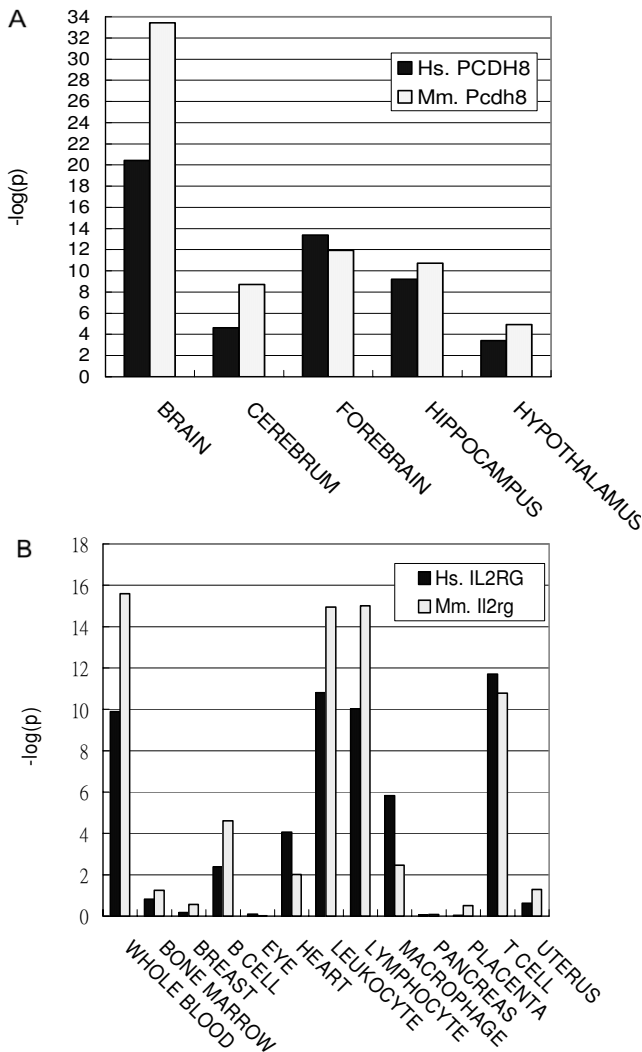 A
-log(p)
34
32
30
28
26
24
22
20
18
16
14
12
10
8
6
4
2
0
Hs. PCDH8
Mm. Pcdh8
BRAIN
CEREBRUM
FOREBRAIN
HIPPOCAMPUS
HYPOTHALAMUS
B
-log(p)
18
16
14
12
10
8
6
4
2
0
Hs. IL2RG
Mm. Il2rg
WHOLE BLOOD
BONE MARROW
BREAST
B CELL
EYE
HEART
LEUKOCYTE
LYMPHOCYTE
MACROPHAGE
PANCREAS
PLACENTA
T CELL
UTERUS